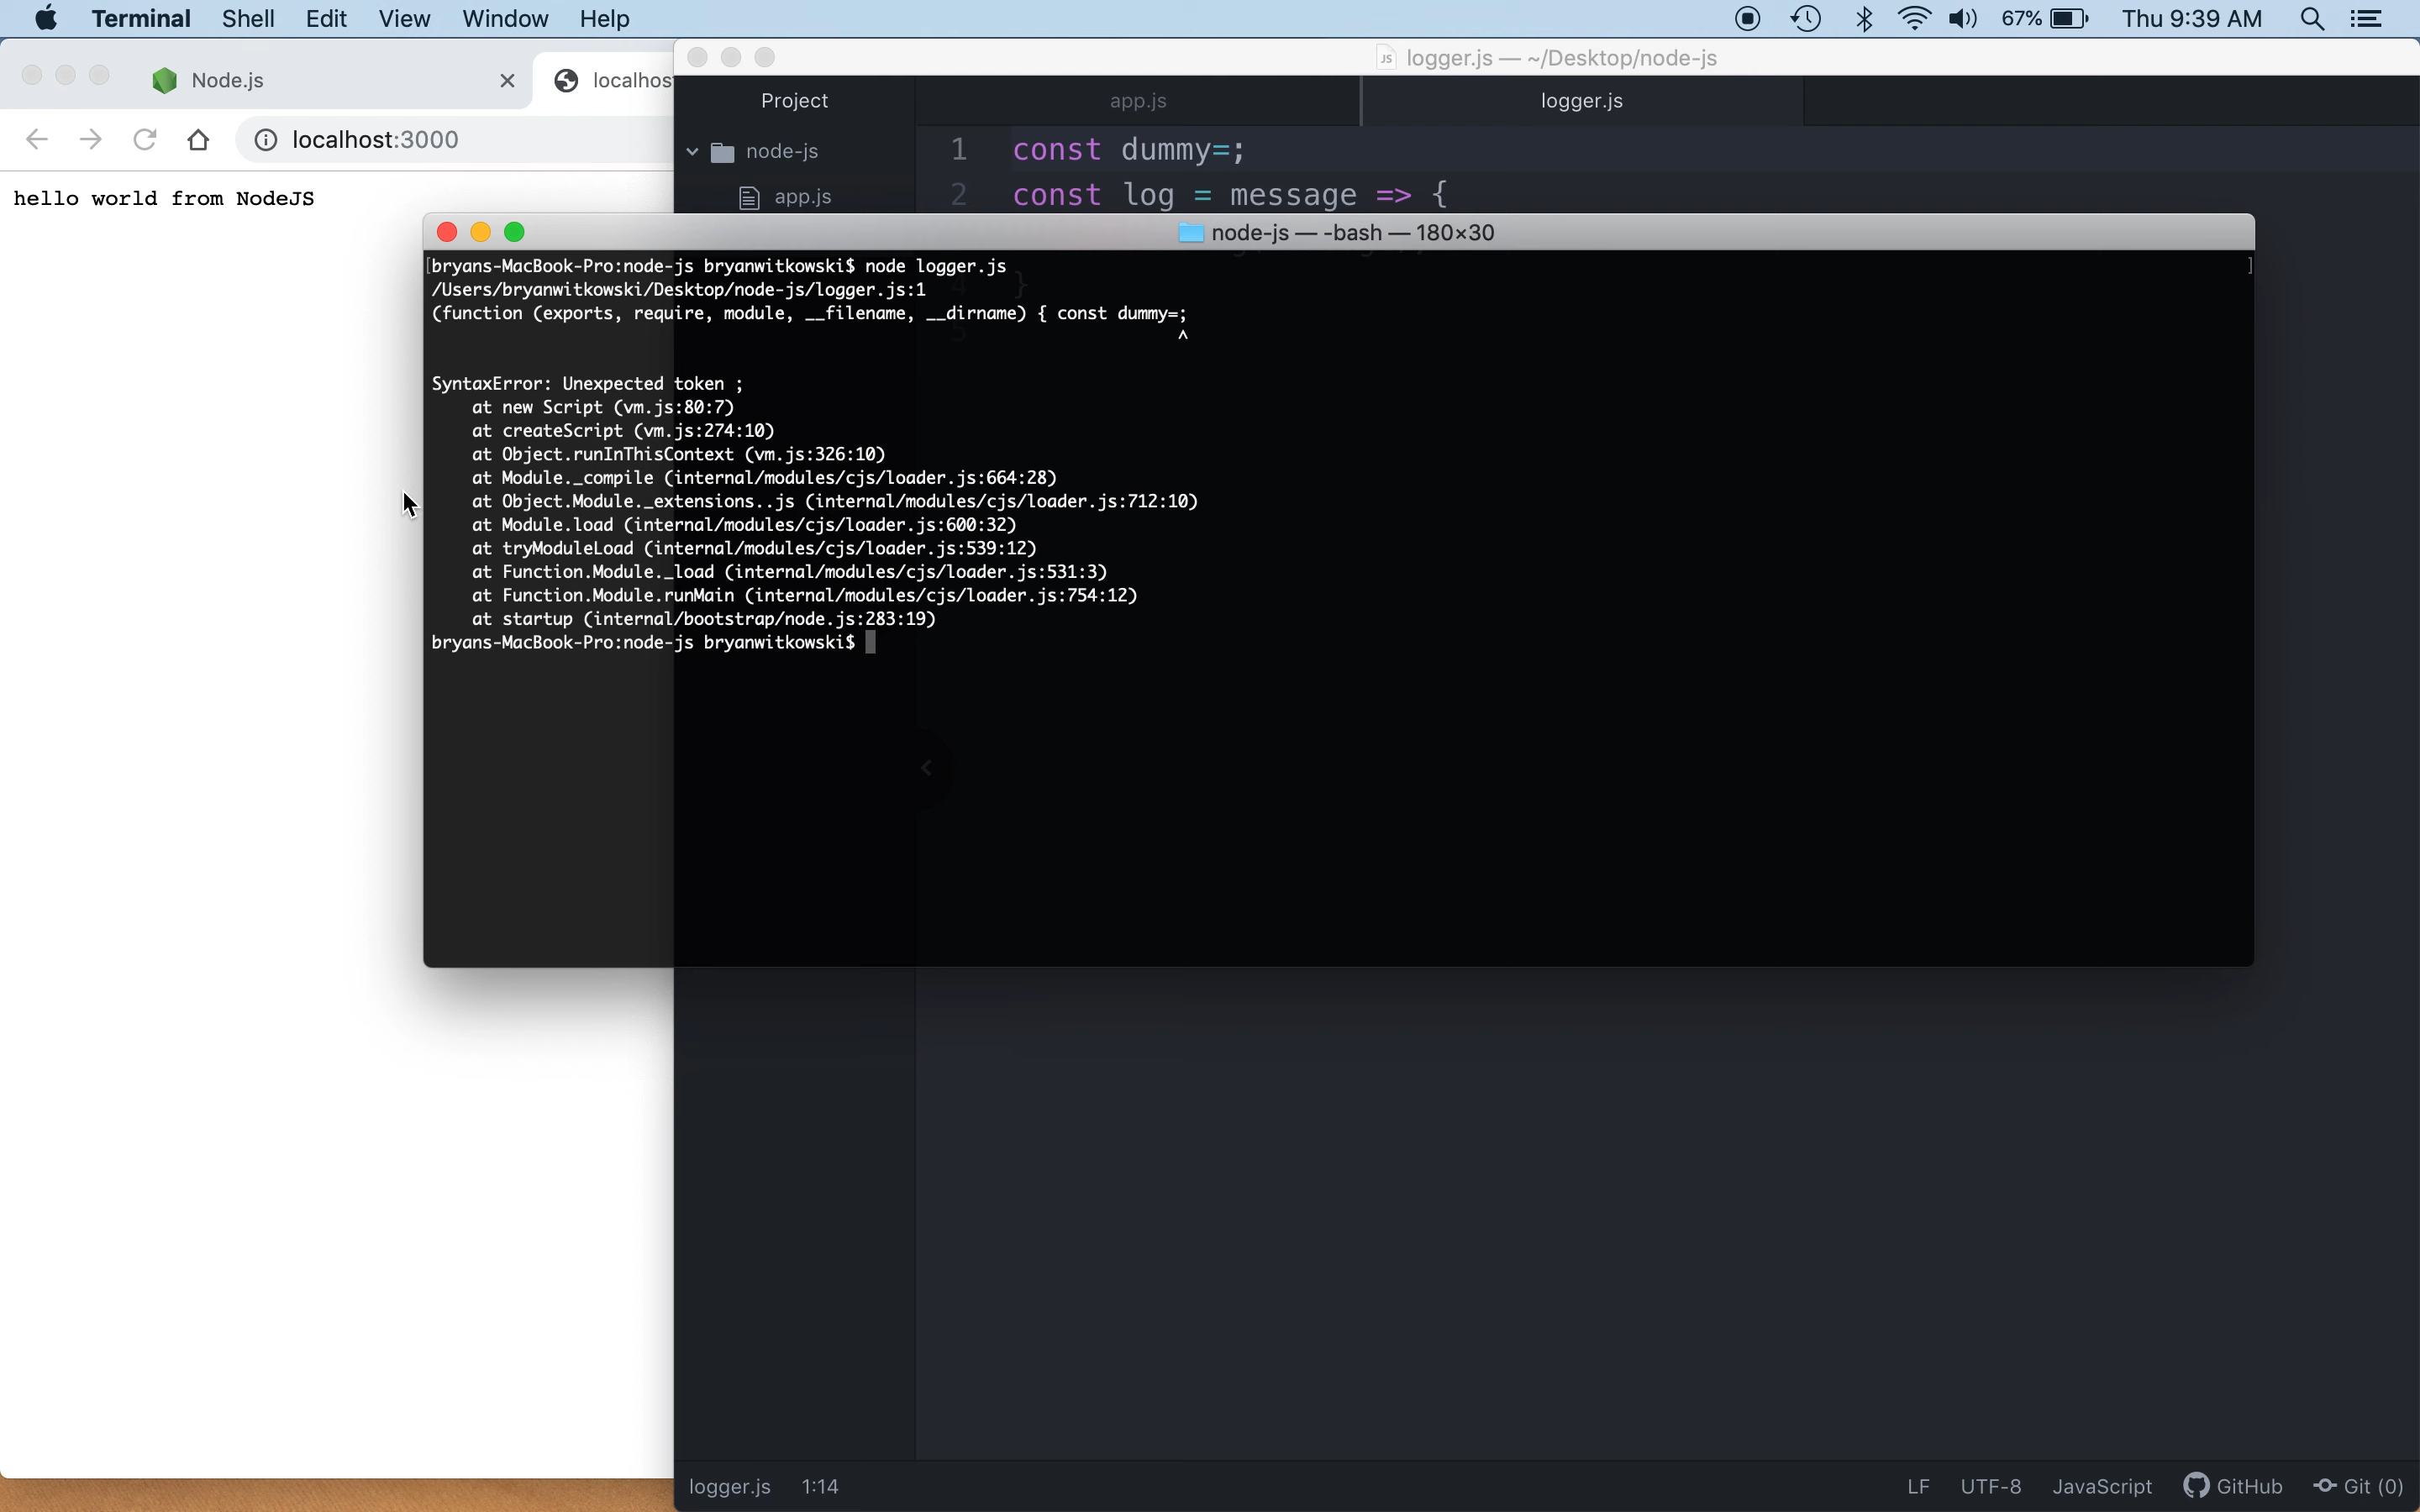 Terminal Shell Edit View Window Help 67% Thu 9:39 AM
Node.js localhos
logger.js — ~/Desktop/node-js
localhost:3000
hello world from NodeJS
Project app.js logger.js
node-js
app.js
1 const dummy=;
2 const log = message => {
4 }
5
node-js — -bash — 180×30
[bryans-MacBook-Pro:node-js bryanwitkowski$ node logger.js ]
/Users/bryanwitkowski/Desktop/node-js/logger.js:1
(function (exports, require, module, __filename, __dirname) { const dummy=;
^
SyntaxError: Unexpected token ;
at new Script (vm.js:80:7)
at createScript (vm.js:274:10)
at Object.runInThisContext (vm.js:326:10)
at Module._compile (internal/modules/cjs/loader.js:664:28)
at Object.Module._extensions..js (internal/modules/cjs/loader.js:712:10)
at Module.load (internal/modules/cjs/loader.js:600:32)
at tryModuleLoad (internal/modules/cjs/loader.js:539:12)
at Function.Module._load (internal/modules/cjs/loader.js:531:3)
at Function.Module.runMain (internal/modules/cjs/loader.js:754:12)
at startup (internal/bootstrap/node.js:283:19)
bryans-MacBook-Pro:node-js bryanwitkowski$
logger.js 1:14 LF UTF-8 JavaScript GitHub Git (0)